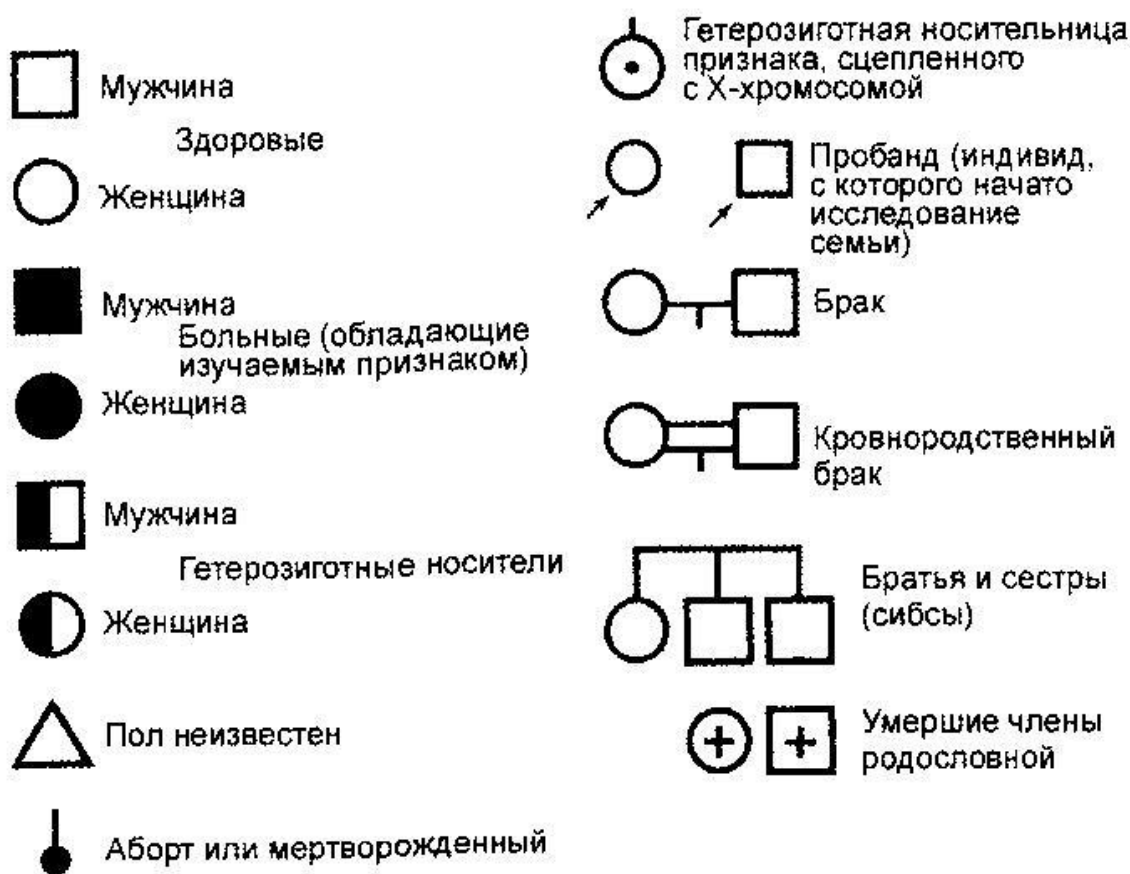 Мужчина
Здоровые
Женщина
Мужчина
Больные (обладающие
изучаемым признаком)
Женщина
Мужчина
Гетерозиготные носители
Женщина
Пол неизвестен
Аборт или мертворожденный
Гетерозиготная носительница
признака, сцепленного
с X-хромосомой
Пробанд (индивид,
с которого начато
исследование
семьи)
Брак
Кровнородственный
брак
Братья и сестры
(сибсы)
Умершие члены
родословной